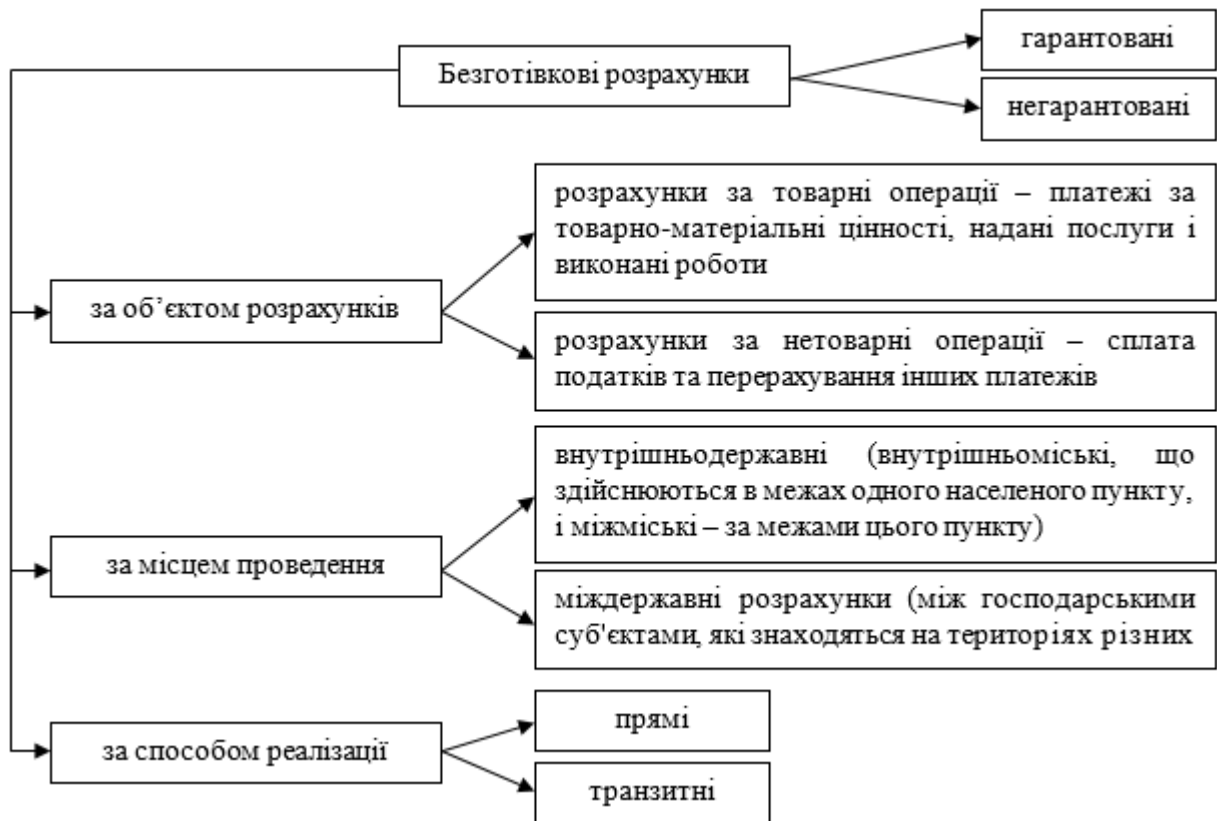 гарантовані
Безготівкові розрахунки
негарантовані
розрахунки за товарні операції – платежі за
товарно-матеріальні цінності, надані послуги і
виконані роботи
за об’єктом розрахунків
розрахунки за нетоварні операції – сплата
податків та перерахування інших платежів
внутрішньодержавні (внутрішньоміські, що
здійснюються в межах одного населеного пункту,
і міжміські – за межами цього пункту)
за місцем проведення
міждержавні розрахунки (між господарськими
суб'єктами, які знаходяться на територіях різних
прямі
за способом реалізації
транзитні